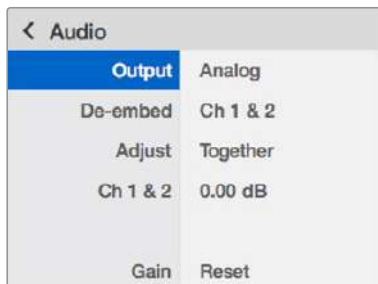 < Audio
Output Analog
De-embed Ch 1 & 2
Adjust Together
Ch 1 & 2 0.00 dB
Gain Reset